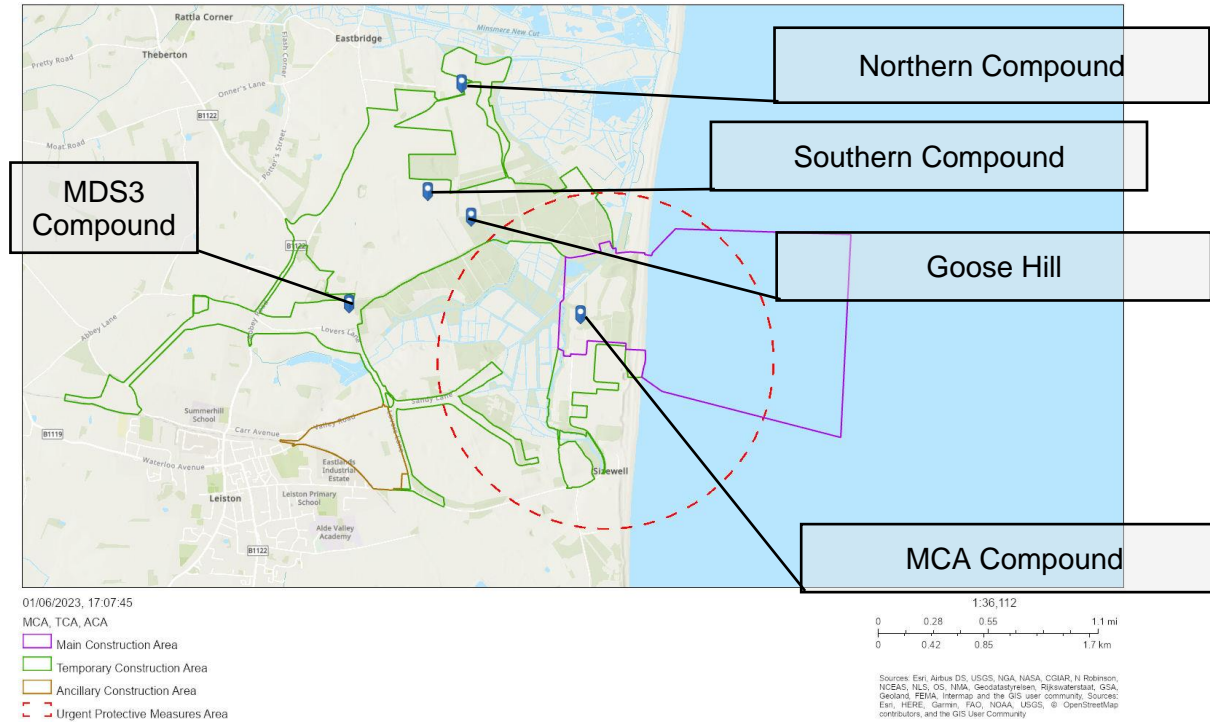 Rattla Corner
Theberton
Eastbridge
Minsmere New Cut
Pretty Road
Flash Corner
Onner's Lane
B1122
Potter's Street
Moat Road
Northern Compound
Southern Compound
MDS3
Compound
B1122
Goose Hill
Abbey Lane
Abbey Road
Lovers Lane
Summerhill
School
Carr Avenue
Valley Road
Sandy Lane
Lovers Lane
B1119
Waterloo Avenue
Eastlands
Industrial
Estate
Sizewell
Leiston
Leiston Primary
School
Alde Valley
Academy
B1122
MCA Compound
01/06/2023, 17:07:45
MCA, TCA, ACA
Main Construction Area
Temporary Construction Area
Ancillary Construction Area
Urgent Protective Measures Area
1:36,112
0 0.28 0.55 1.1 mi
0 0.42 0.85 1.7 km
Sources: Esri, Airbus DS, USGS, NGA, NASA, CGIAR, N Robinson,
NCEAS, NLS, OS, NMA, Geodatastyrelsen, Rijkswaterstaat, GSA,
Geoland, FEMA, Intermap and the GIS user community, Sources:
Esri, HERE, Garmin, FAO, NOAA, USGS, © OpenStreetMap
contributors, and the GIS User Community